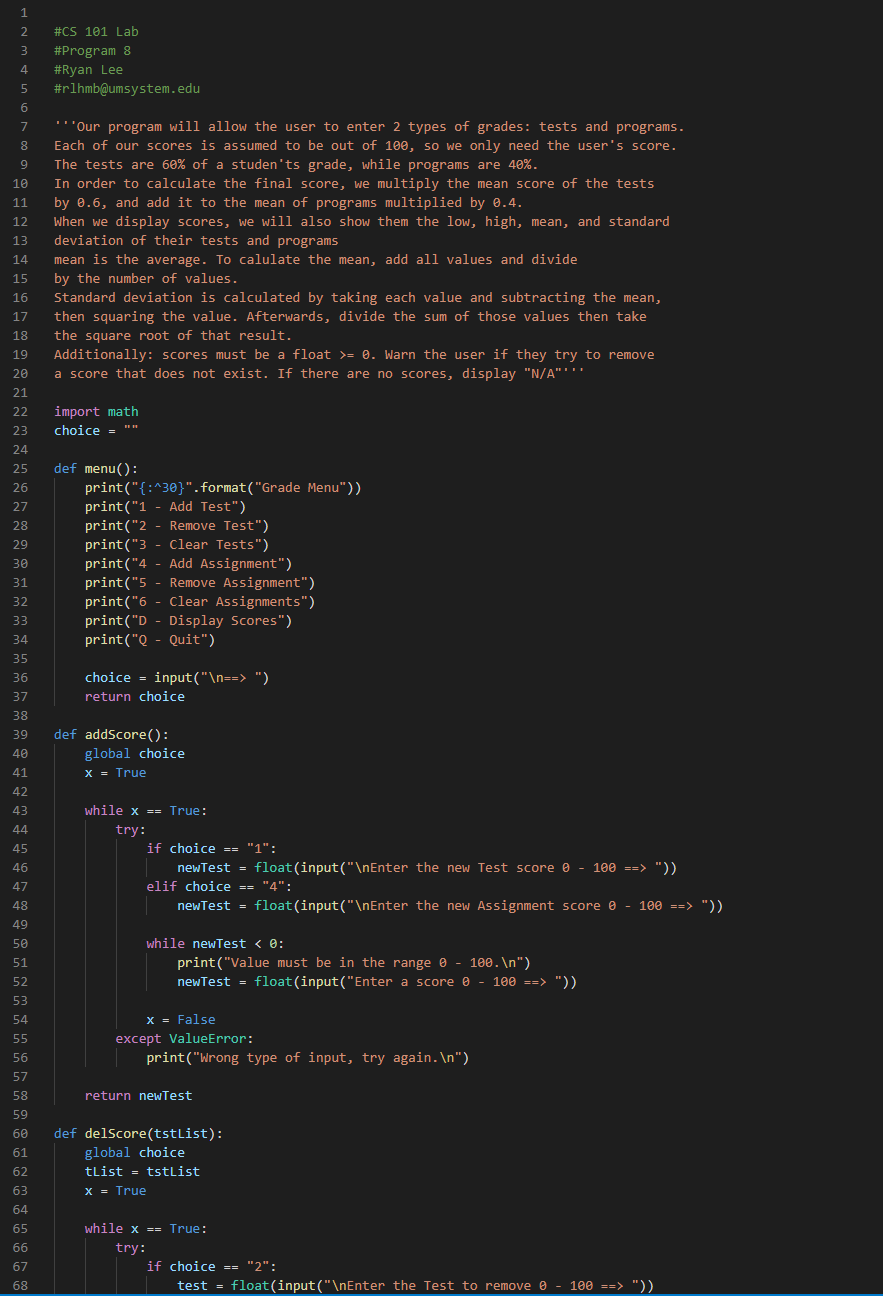 1
2 #CS 101 Lab
3 #Program 8
4 #Ryan Lee
5 #rlhmb@umsystem.edu
6
7 '''Our program will allow the user to enter 2 types of grades: tests and programs.
8 Each of our scores is assumed to be out of 100, so we only need the user's score.
9 The tests are 60% of a studen'ts grade, while programs are 40%.
10 In order to calculate the final score, we multiply the mean score of the tests
11 by 0.6, and add it to the mean of programs multiplied by 0.4.
12 When we display scores, we will also show them the low, high, mean, and standard
13 deviation of their tests and programs
14 mean is the average. To calulate the mean, add all values and divide
15 by the number of values.
16 Standard deviation is calculated by taking each value and subtracting the mean,
17 then squaring the value. Afterwards, divide the sum of those values then take
18 the square root of that result.
19 Additionally: scores must be a float >= 0. Warn the user if they try to remove
20 a score that does not exist. If there are no scores, display "N/A"'''
21
22 import math
23 choice = ""
24
25 def menu():
26     print("{:^30}".format("Grade Menu"))
27     print("1 - Add Test")
28     print("2 - Remove Test")
29     print("3 - Clear Tests")
30     print("4 - Add Assignment")
31     print("5 - Remove Assignment")
32     print("6 - Clear Assignments")
33     print("D - Display Scores")
34     print("Q - Quit")
35
36     choice = input("\n==> ")
37     return choice
38
39 def addScore():
40     global choice
41     x = True
42
43     while x == True:
44         try:
45             if choice == "1":
46                 newTest = float(input("\nEnter the new Test score 0 - 100 ==> "))
47             elif choice == "4":
48                 newTest = float(input("\nEnter the new Assignment score 0 - 100 ==> "))
49
50             while newTest < 0:
51                 print("Value must be in the range 0 - 100.\n")
52                 newTest = float(input("Enter a score 0 - 100 ==> "))
53
54             x = False
55         except ValueError:
56             print("Wrong type of input, try again.\n")
57
58     return newTest
59
60 def delScore(tstList):
61     global choice
62     tList = tstList
63     x = True
64
65     while x == True:
66         try:
67             if choice == "2":
68                 test = float(input("\nEnter the Test to remove 0 - 100 ==> "))